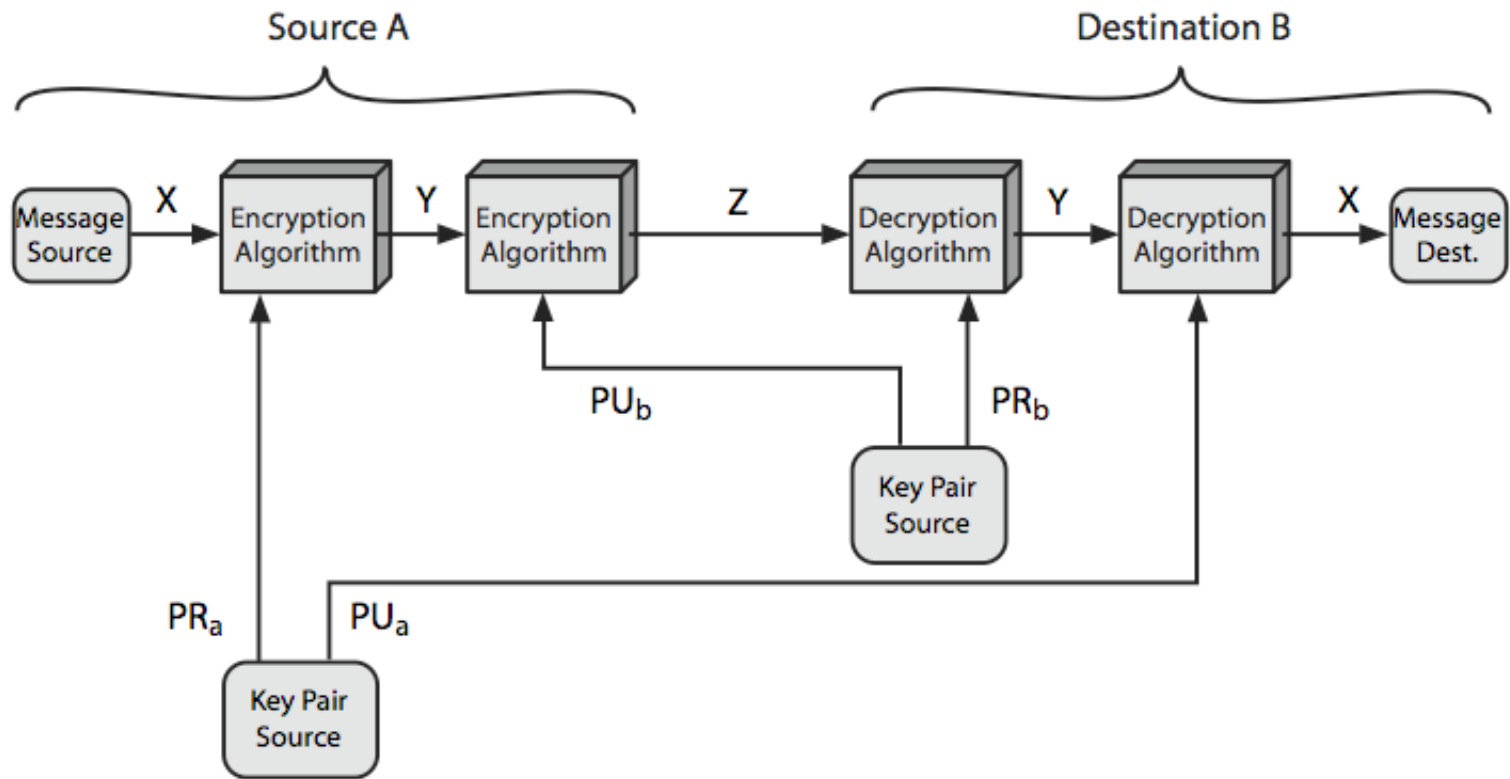 Source A
Destination B
Message
Source
X
Encryption
Algorithm
Y
Encryption
Algorithm
Z
Decryption
Algorithm
Y
Decryption
Algorithm
X
Message
Dest.
PUb
PRb
Key Pair
Source
PRa
PUa
Key Pair
Source